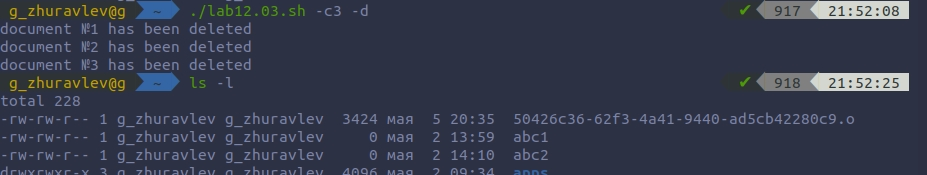 g_zhuravlev@g ~ ./lab12.03.sh -c3 -d ✔ 917 21:52:08
document №1 has been deleted
document №2 has been deleted
document №3 has been deleted
g_zhuravlev@g ~ ls -l ✔ 918 21:52:25
total 228
-rw-rw-r-- 1 g_zhuravlev g_zhuravlev 3424 мая 5 20:35 50426c36-62f3-4a41-9440-ad5cb42280c9.o
-rw-rw-r-- 1 g_zhuravlev g_zhuravlev 0 мая 2 13:59 abc1
-rw-rw-r-- 1 g_zhuravlev g_zhuravlev 0 мая 2 14:10 abc2
drwxrwxr-x 3 g_zhuravlev g_zhuravlev 4096 мая 2 09:34 apps